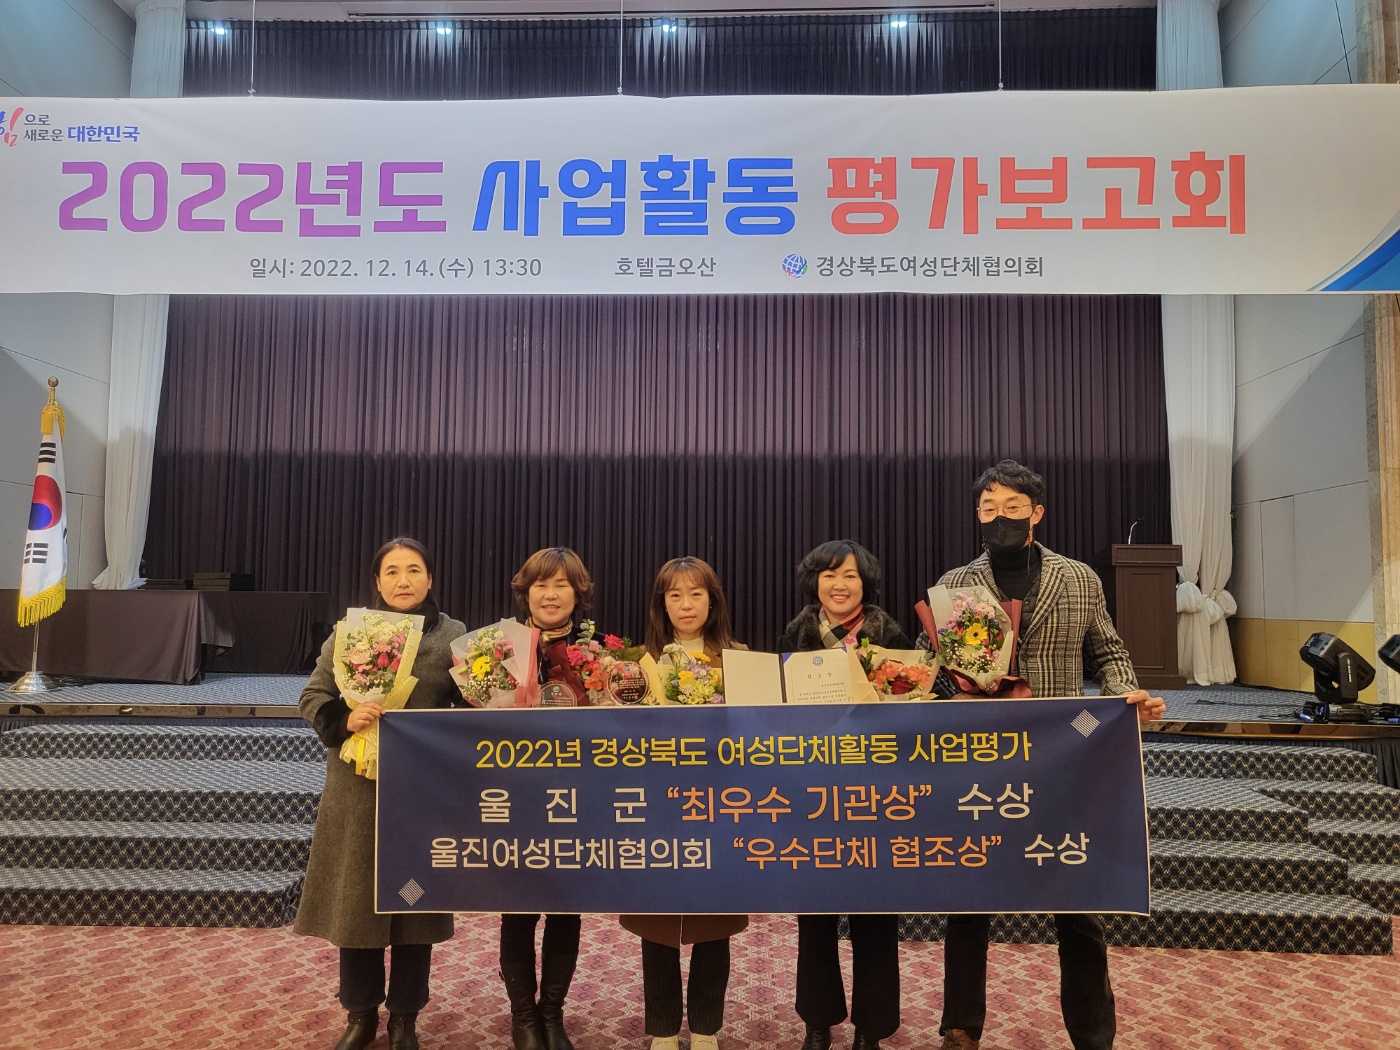 으로
새로운 대한민국
2022년도 사업활동 평가보고회
일시: 2022. 12. 14.(수) 13:30 호텔금오산 경상북도여성단체협의회
2022년 경상북도 여성단체활동 사업평가
울 진 군 “최우수 기관상” 수상
울진여성단체협의회 “우수단체 협조상” 수상